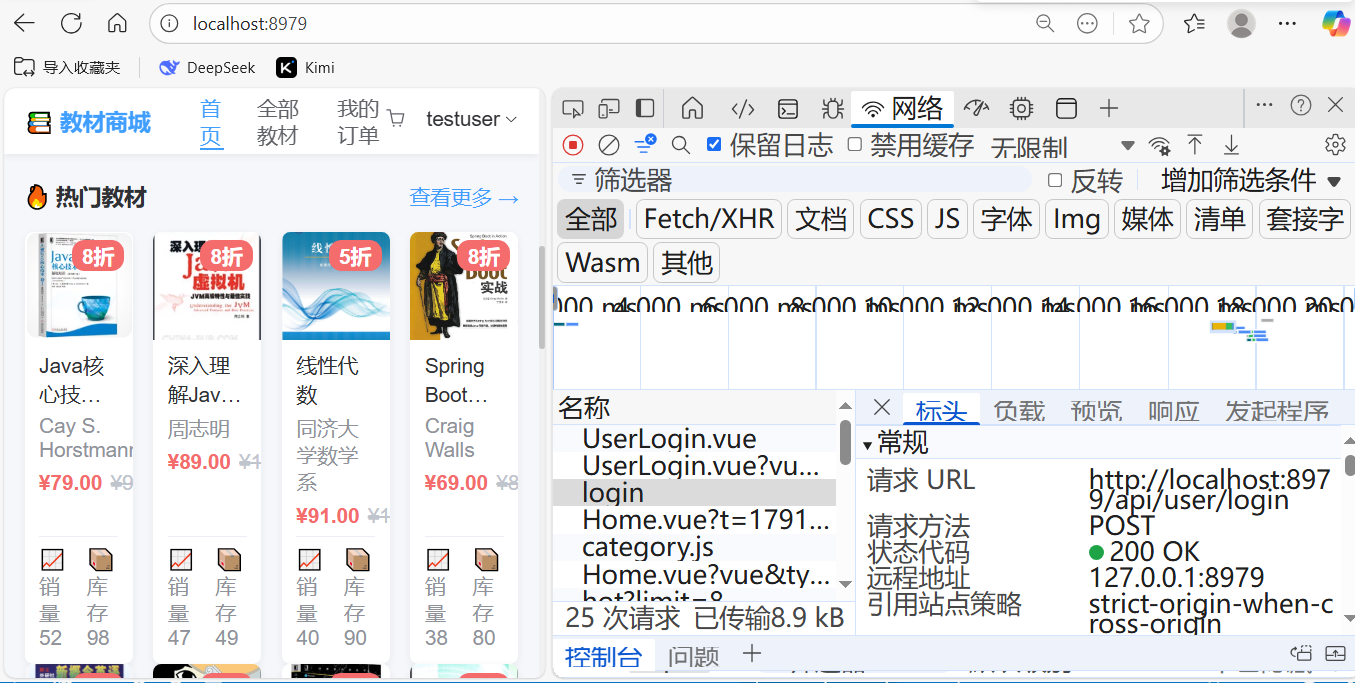 localhost:8979
导入收藏夹 DeepSeek Kimi
教材商城 首页 全部教材 我的订单 testuser
热门教材 查看更多 →
8折 8折 5折 8折
Java核心技… 深入理解Jav… 线性代数 Spring Boot…
Cay S. Horstmann 周志明 同济大学数学系 Craig Walls
¥79.00 ¥89.00 ¥91.00 ¥69.00
销量 52 库存 98 销量 47 库存 49 销量 40 库存 90 销量 38 库存 80
网络
保留日志 禁用缓存 无限制
筛选器 反转 增加筛选条件
全部 Fetch/XHR 文档 CSS JS 字体 Img 媒体 清单 套接字
Wasm 其他
名称
UserLogin.vue
UserLogin.vue?vu...
login
Home.vue?t=1791...
category.js
Home.vue?vue&ty...
hot?limit=8
25 次请求 已传输8.9 kB
标头 负载 预览 响应 发起程序
常规
请求 URL http://localhost:8979/api/user/login
请求方法 POST
状态代码 200 OK
远程地址 127.0.0.1:8979
引用站点策略 strict-origin-when-cross-origin
控制台 问题